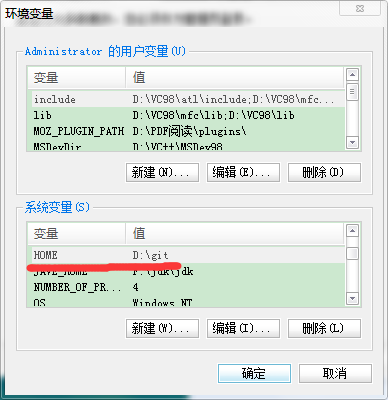 环境变量
Administrator 的用户变量(U)
变量 值
include D:\VC98\atl\include;D:\VC98\mfc...
lib D:\VC98\mfc\lib;D:\VC98\lib
MOZ_PLUGIN_PATH D:\PDF阅读\plugins\
MSDevDir D:\VC++\MSDev98
新建(N)... 编辑(E)... 删除(D)
系统变量(S)
变量 值
HOME D:\git
JAVE_HOME F:\jdk\jdk
NUMBER_OF_PR... 4
OS Windows_NT
新建(W)... 编辑(I)... 删除(L)
确定 取消